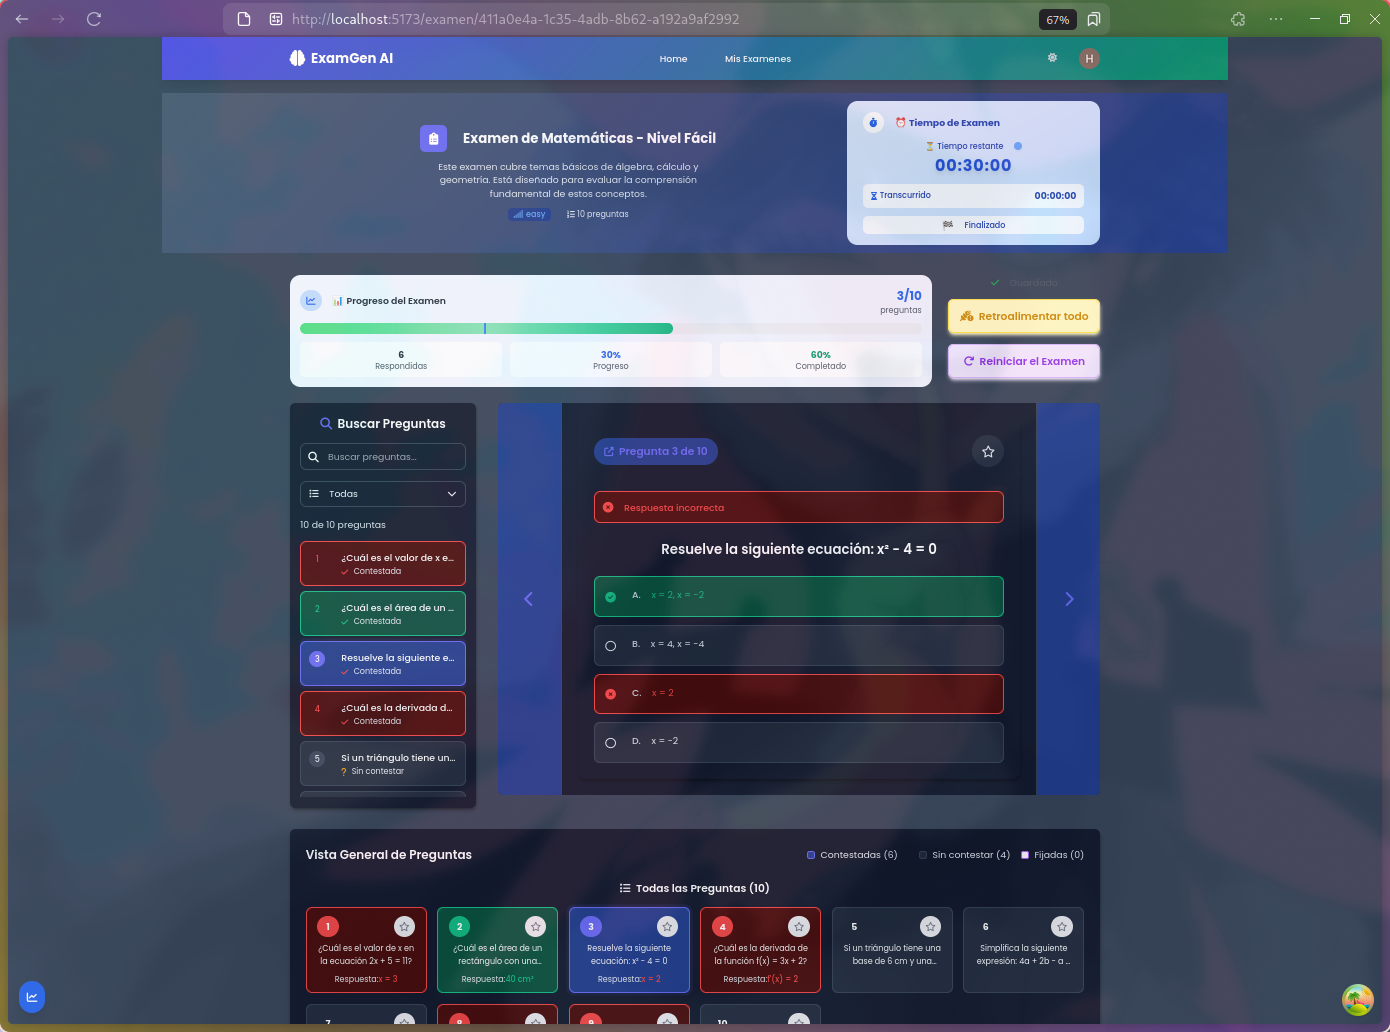 http://localhost:5173/examen/411a0e4a-1c35-4adb-8b62-a192a9af2992
67%
ExamGen AI
Home
Mis Examenes
H
Examen de Matemáticas - Nivel Fácil
Este examen cubre temas básicos de álgebra, cálculo y
geometría. Está diseñado para evaluar la comprensión
fundamental de estos conceptos.
easy
10 preguntas
⏰ Tiempo de Examen
⏳ Tiempo restante
00:30:00
Transcurrido
00:00:00
🏁 Finalizado
📊 Progreso del Examen
3/10
preguntas
6
Respondidas
30%
Progreso
60%
Completado
Guardado
Retroalimentar todo
Reiniciar el Examen
Buscar Preguntas
Buscar preguntas...
Todas
10 de 10 preguntas
1
¿Cuál es el valor de x e...
Contestada
2
¿Cuál es el área de un ...
Contestada
3
Resuelve la siguiente e...
Contestada
4
¿Cuál es la derivada d...
Contestada
5
Si un triángulo tiene un...
? Sin contestar
Pregunta 3 de 10
Respuesta incorrecta
Resuelve la siguiente ecuación: x² - 4 = 0
A. x = 2, x = -2
B. x = 4, x = -4
C. x = 2
D. x = -2
Vista General de Preguntas
Contestadas (6)
Sin contestar (4)
Fijadas (0)
Todas las Preguntas (10)
1
¿Cuál es el valor de x en
la ecuación 2x + 5 = 11?
Respuesta:x = 3
2
¿Cuál es el área de un
rectángulo con una...
Respuesta:40 cm²
3
Resuelve la siguiente
ecuación: x² - 4 = 0
Respuesta:x = 2
4
¿Cuál es la derivada de
la función f(x) = 3x + 2?
Respuesta:f'(x) = 2
5
Si un triángulo tiene una
base de 6 cm y una...
6
Simplifica la siguiente
expresión: 4a + 2b - a ...
7
8
9
10